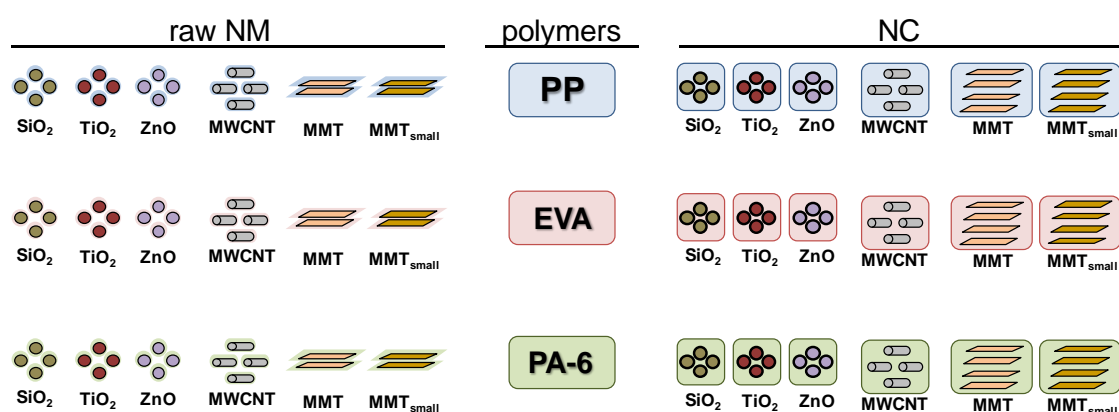 raw NM polymers NC
PP
SiO₂ TiO₂ ZnO MWCNT MMT MMTsmall SiO₂ TiO₂ ZnO MWCNT MMT MMTsmall
EVA
SiO₂ TiO₂ ZnO MWCNT MMT MMTsmall SiO₂ TiO₂ ZnO MWCNT MMT MMTsmall
PA-6
SiO₂ TiO₂ ZnO MWCNT MMT MMTsmall SiO₂ TiO₂ ZnO MWCNT MMT MMTsmall